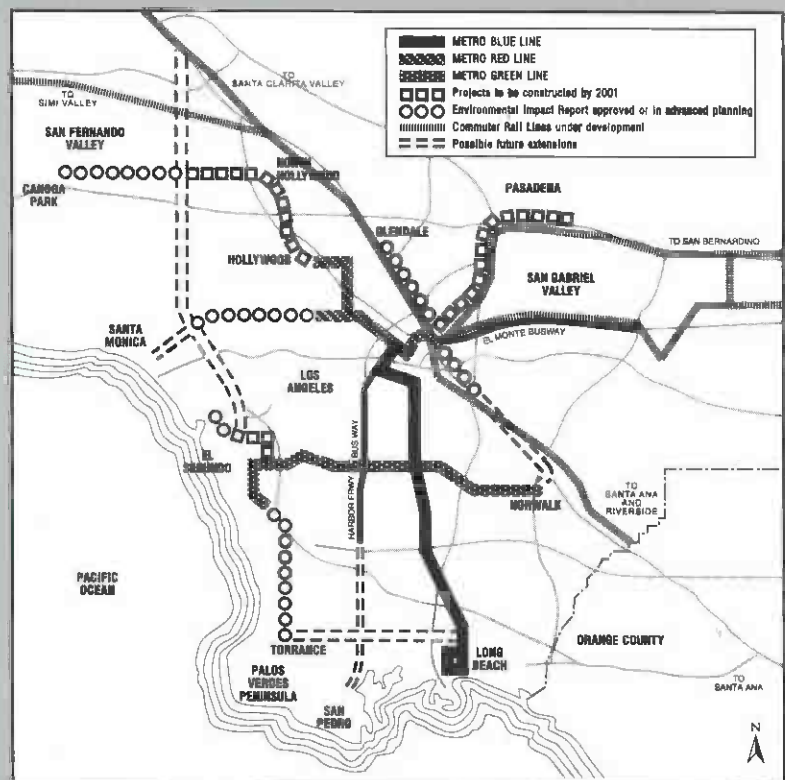 METRO BLUE LINE
METRO RED LINE
METRO GREEN LINE
Projects to be constructed by 2001
Environmental Impact Report approved or in advanced planning
Commuter Rail Lines under development
Possible future extensions
TO
SANTA CLARITA VALLEY
TO
SIMI VALLEY
SAN FERNANDO
VALLEY
CANOGA
PARK
NORTH
HOLLYWOOD
PASADENA
GLENDALE
HOLLYWOOD
TO SAN BERNARDINO
SAN GABRIEL
VALLEY
SANTA
MONICA
EL MONTE BUSWAY
LOS
ANGELES
HARBOR FRWY BUS WAY
EL
SEGUNDO
NORWALK
TO
SANTA ANA
AND
RIVERSIDE
PACIFIC
OCEAN
TORRANCE
LONG
BEACH
ORANGE COUNTY
PALOS
VERDES
PENINSULA
SAN
PEDRO
TO
SANTA ANA
N